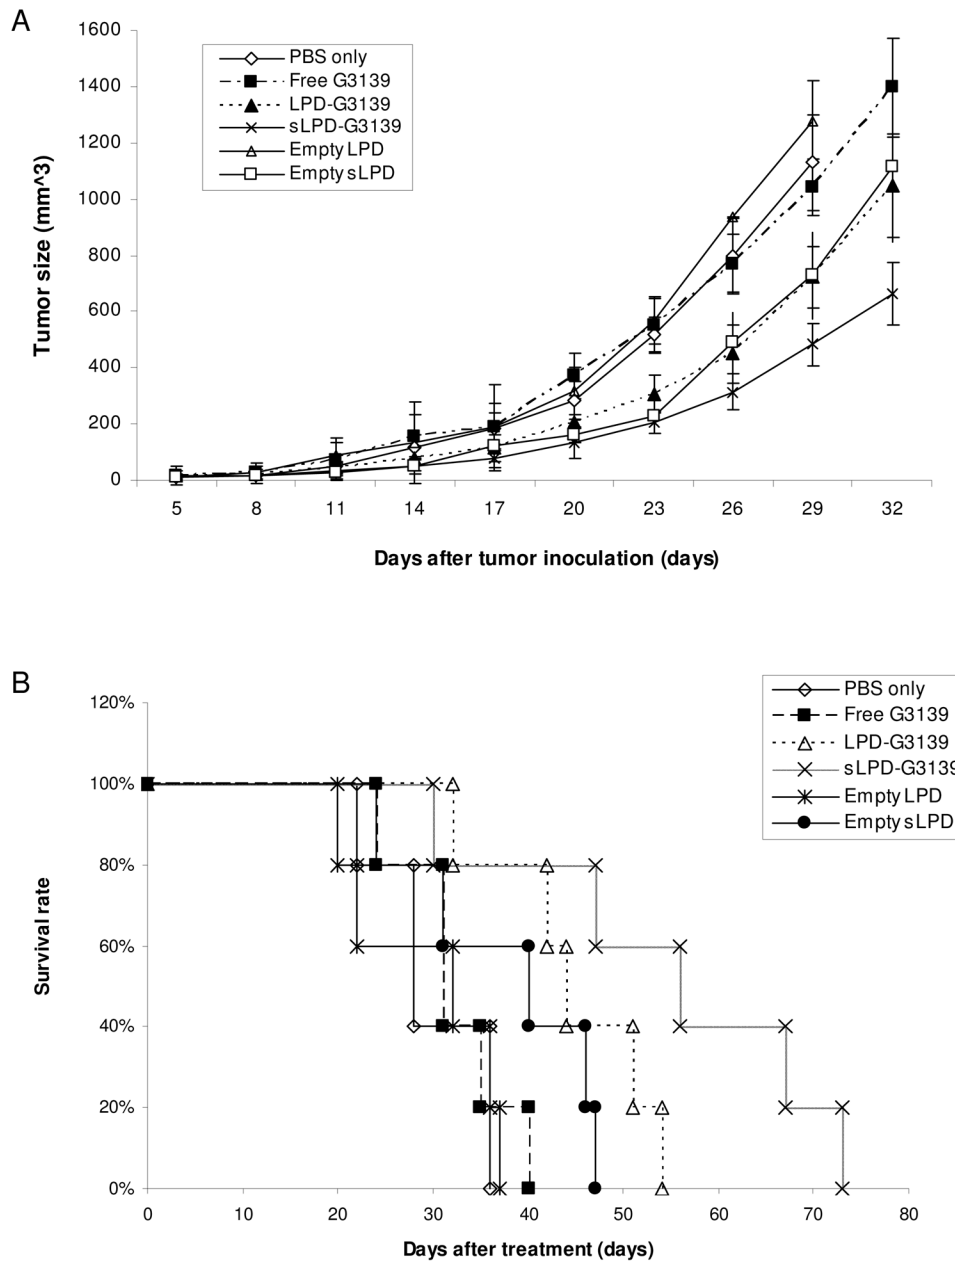 A
1600
1400
1200
1000
800
600
400
200
0
Tumor size (mm^3)
PBS only
Free G3139
LPD-G3139
sLPD-G3139
Empty LPD
Empty sLPD
5 8 11 14 17 20 23 26 29 32
Days after tumor inoculation (days)
B
120%
100%
80%
60%
40%
20%
0%
Survival rate
PBS only
Free G3139
LPD-G3139
sLPD-G3139
Empty LPD
Empty sLPD
0 10 20 30 40 50 60 70 80
Days after treatment (days)